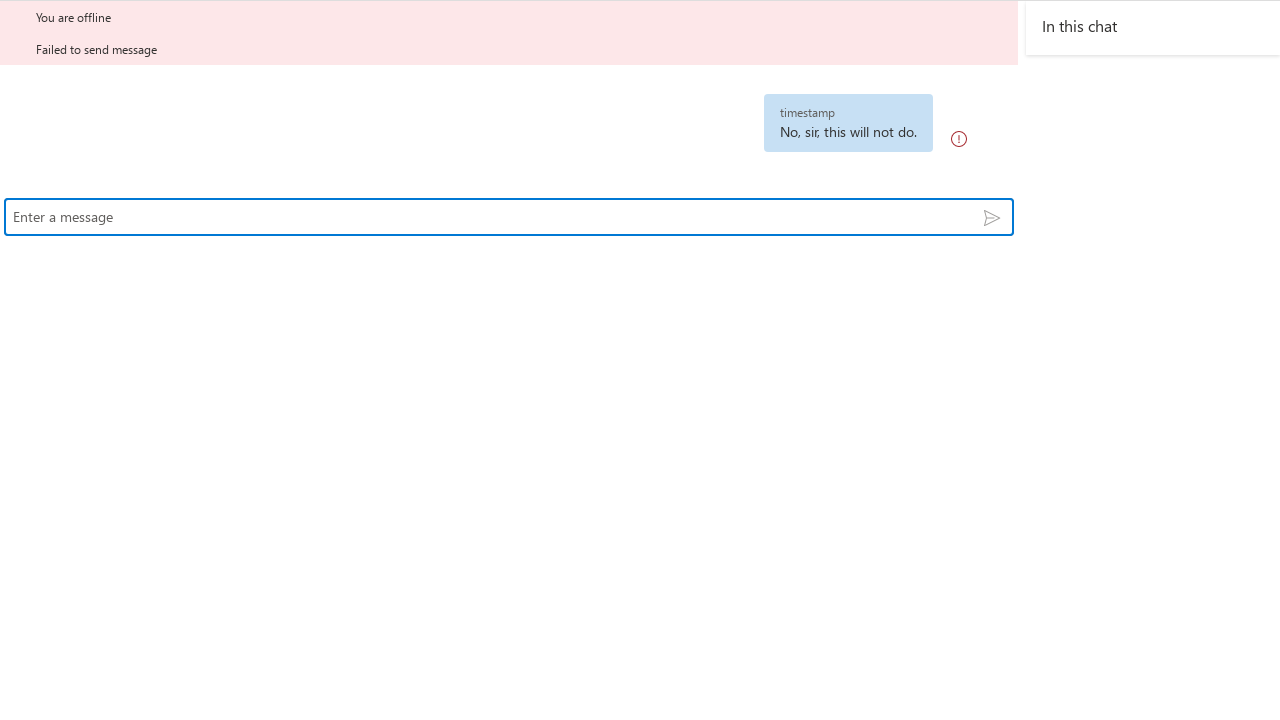 You are offline
Failed to send message
In this chat
timestamp
No, sir, this will not do.
Enter a message